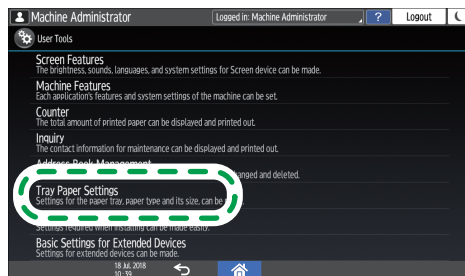 Machine Administrator
Logged in: Machine Administrator
?
Logout
User Tools
Screen Features
The brightness, sounds, languages, and system settings for Screen device can be made.
Machine Features
Each application's features and system settings of the machine can be set.
Counter
The total amount of printed paper can be displayed and printed out.
Inquiry
The contact information for maintenance can be displayed and printed out.
Address Book Management
anged and deleted.
Tray Paper Settings
Settings for the paper tray, paper type and its size, can be
Settings required when installing can be made easily.
Basic Settings for Extended Devices
Settings for extended devices can be made.
18 Jul. 2018
10:39